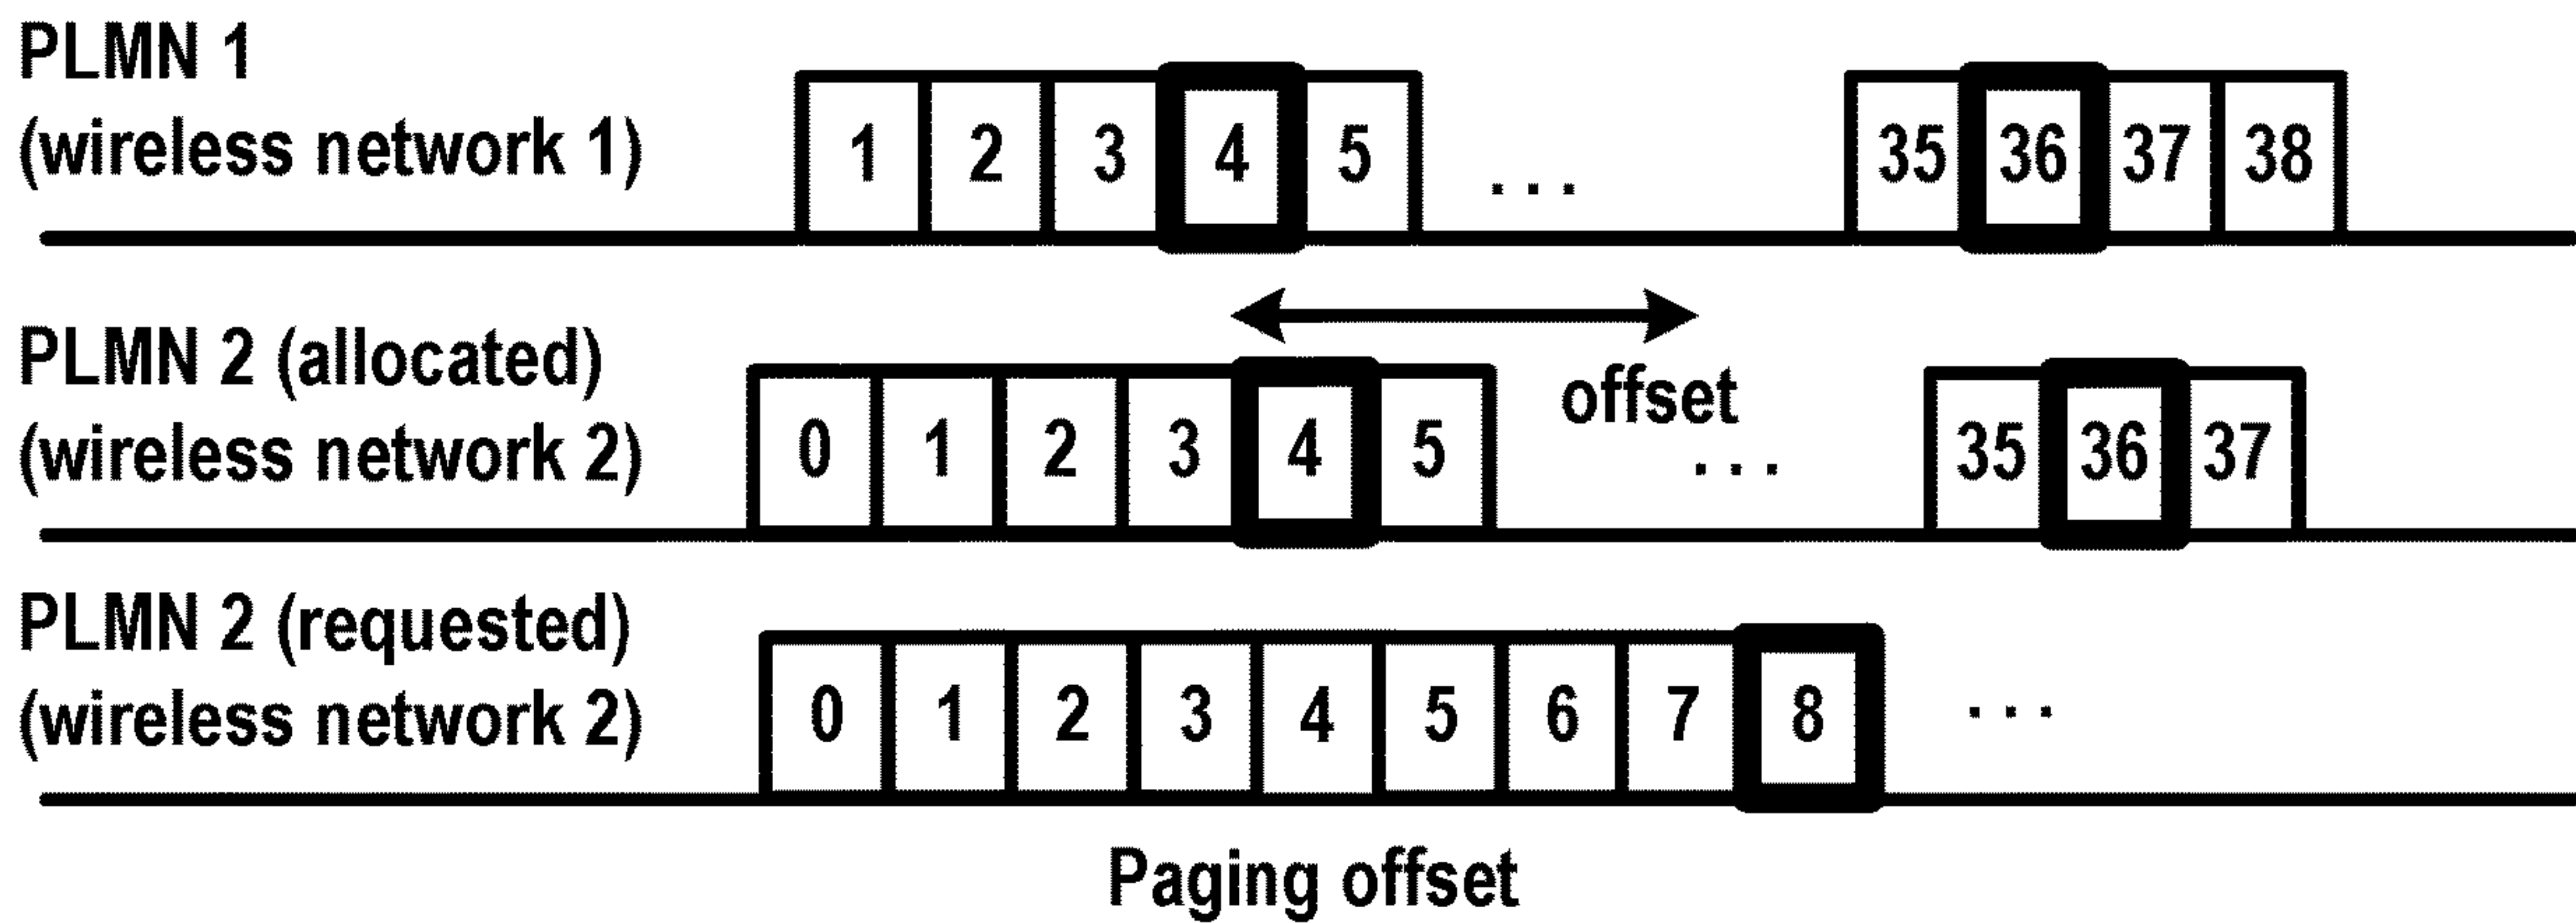 PLMN 1
(wireless network 1)
1 2 3 4 5 ... 35 36 37 38
PLMN 2 (allocated)
(wireless network 2)
offset
0 1 2 3 4 5 ... 35 36 37
PLMN 2 (requested)
(wireless network 2)
0 1 2 3 4 5 6 7 8 ...
Paging offset